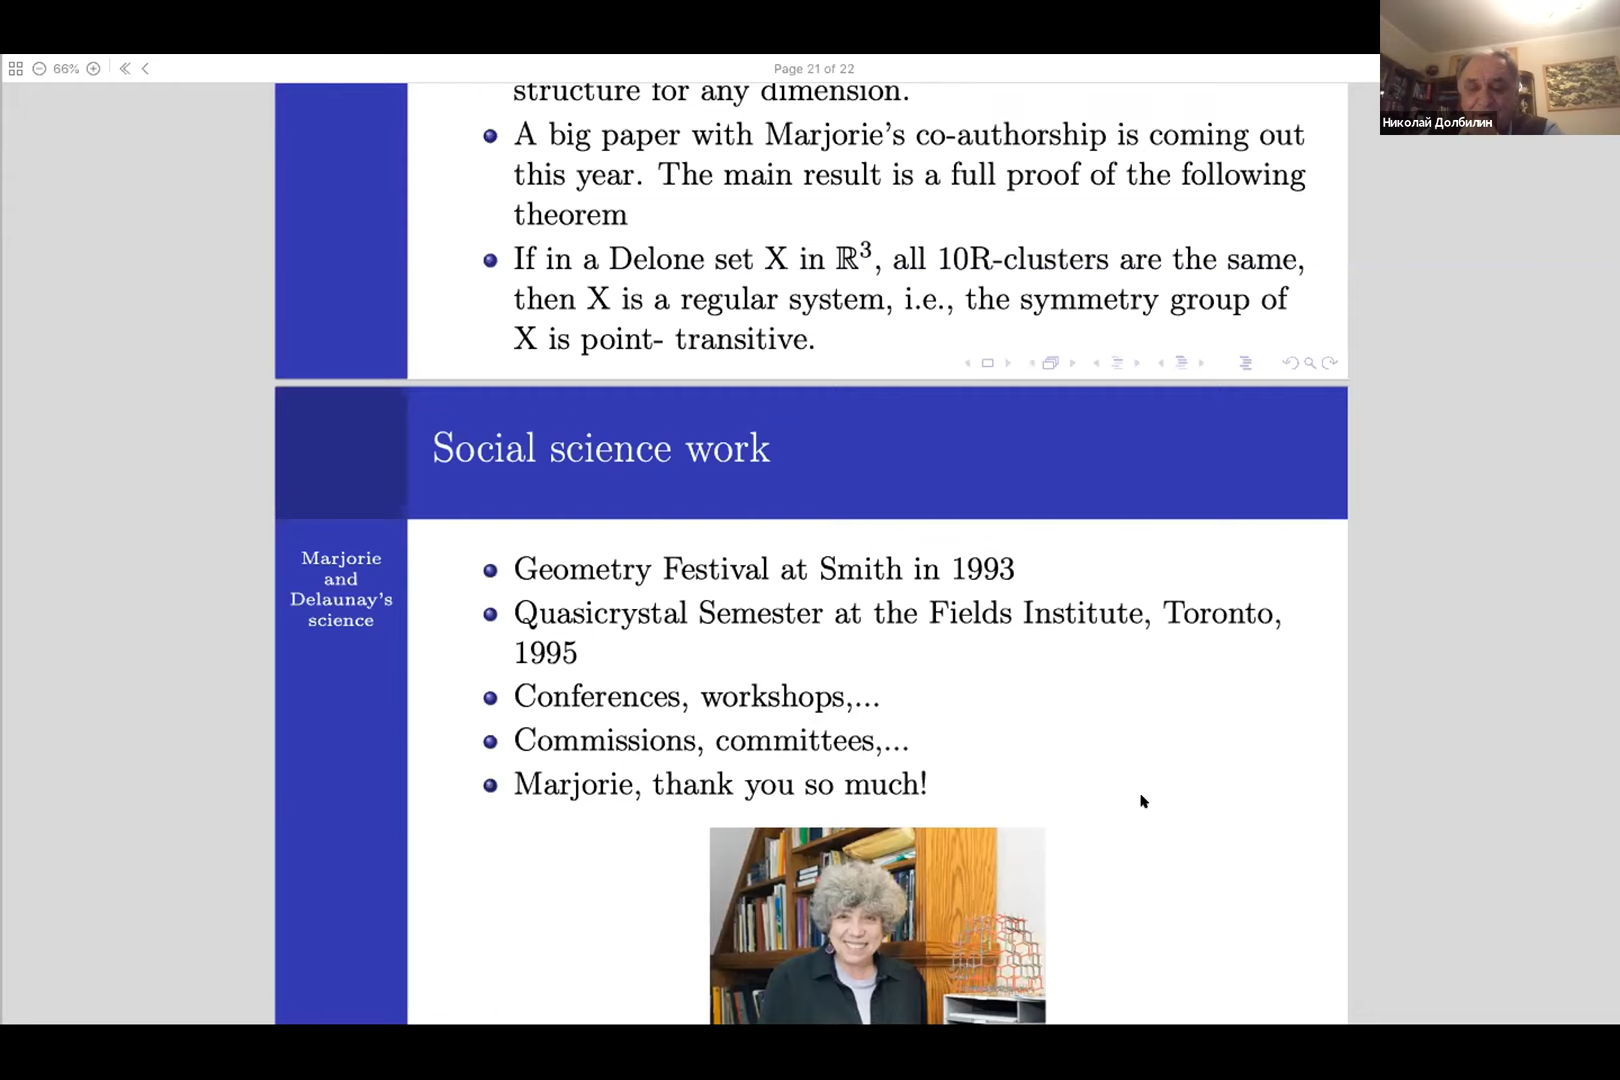 66%
Page 21 of 22
Николай Долбилин
structure for any dimension.
A big paper with Marjorie's co-authorship is coming out
this year. The main result is a full proof of the following
theorem
If in a Delone set X in ℝ³, all 10R-clusters are the same,
then X is a regular system, i.e., the symmetry group of
X is point- transitive.
Social science work
Marjorie
and
Delaunay's
science
Geometry Festival at Smith in 1993
Quasicrystal Semester at the Fields Institute, Toronto,
1995
Conferences, workshops,...
Commissions, committees,...
Marjorie, thank you so much!